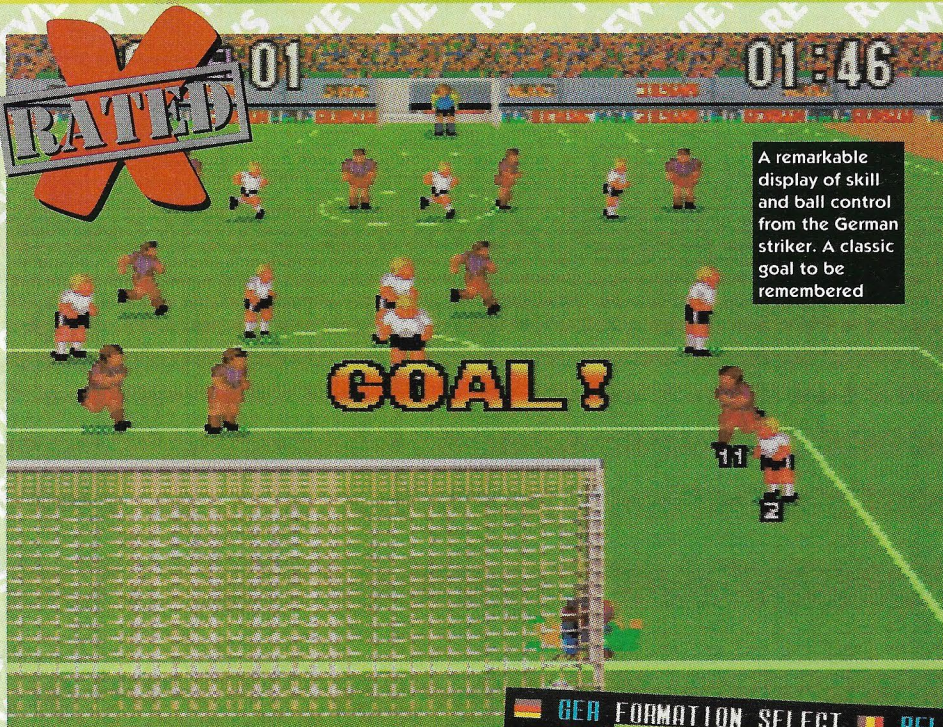 X
RATED
01
01:46
A remarkable
display of skill
and ball control
from the German
striker. A classic
goal to be
remembered
GOAL!
11
2
GER FORMATION SELECT